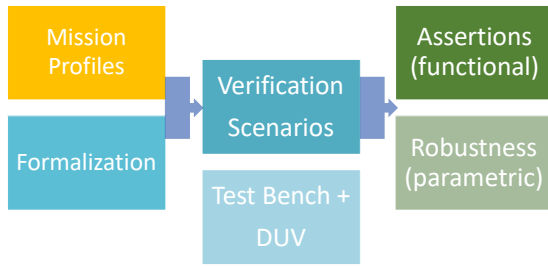 Mission
Profiles
Formalization
Verification
Scenarios
Test Bench +
DUV
Assertions
(functional)
Robustness
(parametric)